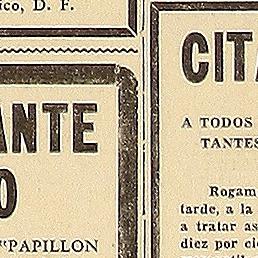 ico, D. F.
ANTE
O
"PAPILLON
CITA
A TODOS
TANTES
Rogam
tarde, a la
a tratar as
diez por ci